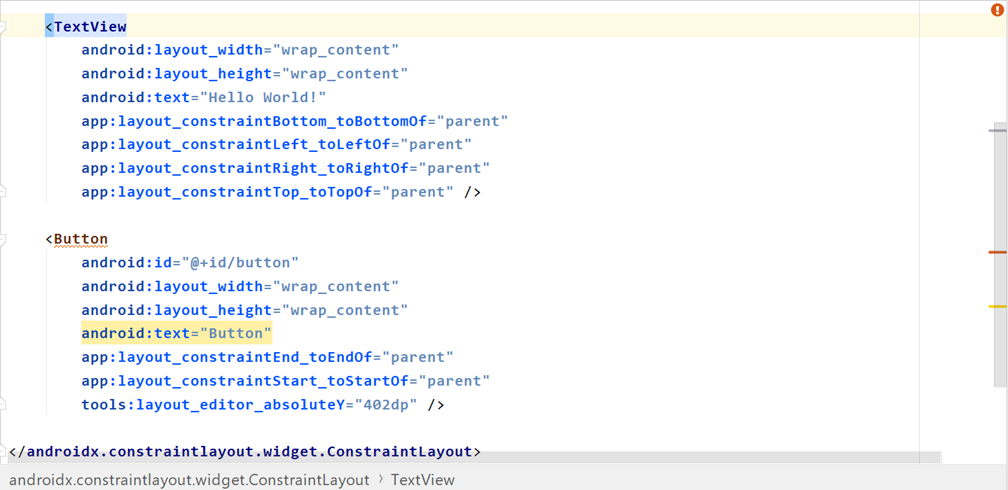 <TextView
android:layout_width="wrap_content"
android:layout_height="wrap_content"
android:text="Hello World!"
app:layout_constraintBottom_toBottomOf="parent"
app:layout_constraintLeft_toLeftOf="parent"
app:layout_constraintRight_toRightOf="parent"
app:layout_constraintTop_toTopOf="parent" />
<Button
android:id="@+id/button"
android:layout_width="wrap_content"
android:layout_height="wrap_content"
android:text="Button"
app:layout_constraintEnd_toEndOf="parent"
app:layout_constraintStart_toStartOf="parent"
tools:layout_editor_absoluteY="402dp" />
</androidx.constraintlayout.widget.ConstraintLayout>
androidx.constraintlayout.widget.ConstraintLayout › TextView